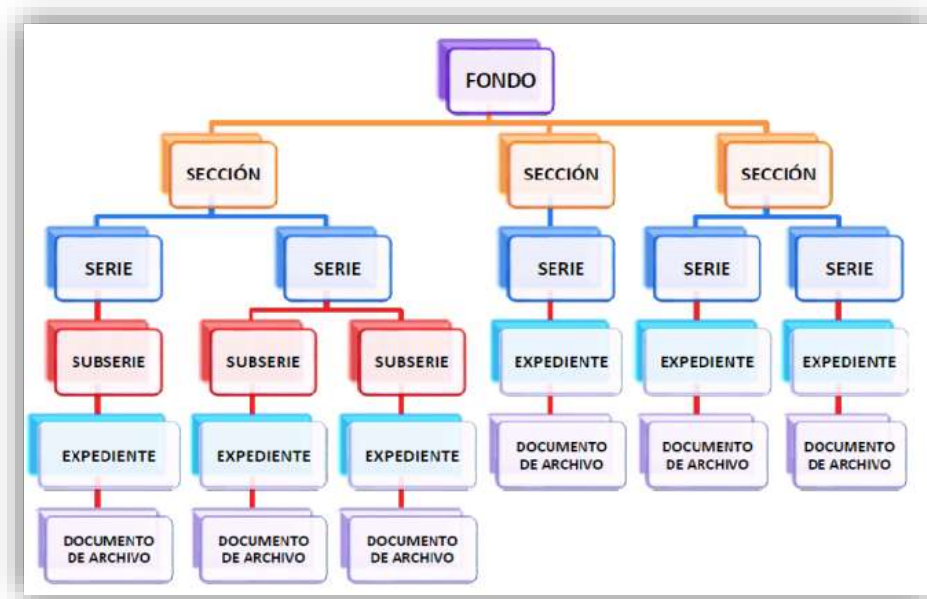 FONDO
SECCIÓN
SECCIÓN
SECCIÓN
SERIE
SERIE
SERIE
SERIE
SERIE
SUBSERIE
SUBSERIE
SUBSERIE
EXPEDIENTE
EXPEDIENTE
EXPEDIENTE
EXPEDIENTE
EXPEDIENTE
EXPEDIENTE
DOCUMENTO
DE ARCHIVO
DOCUMENTO
DE ARCHIVO
DOCUMENTO
DE ARCHIVO
DOCUMENTO
DE ARCHIVO
DOCUMENTO
DE ARCHIVO
DOCUMENTO
DE ARCHIVO